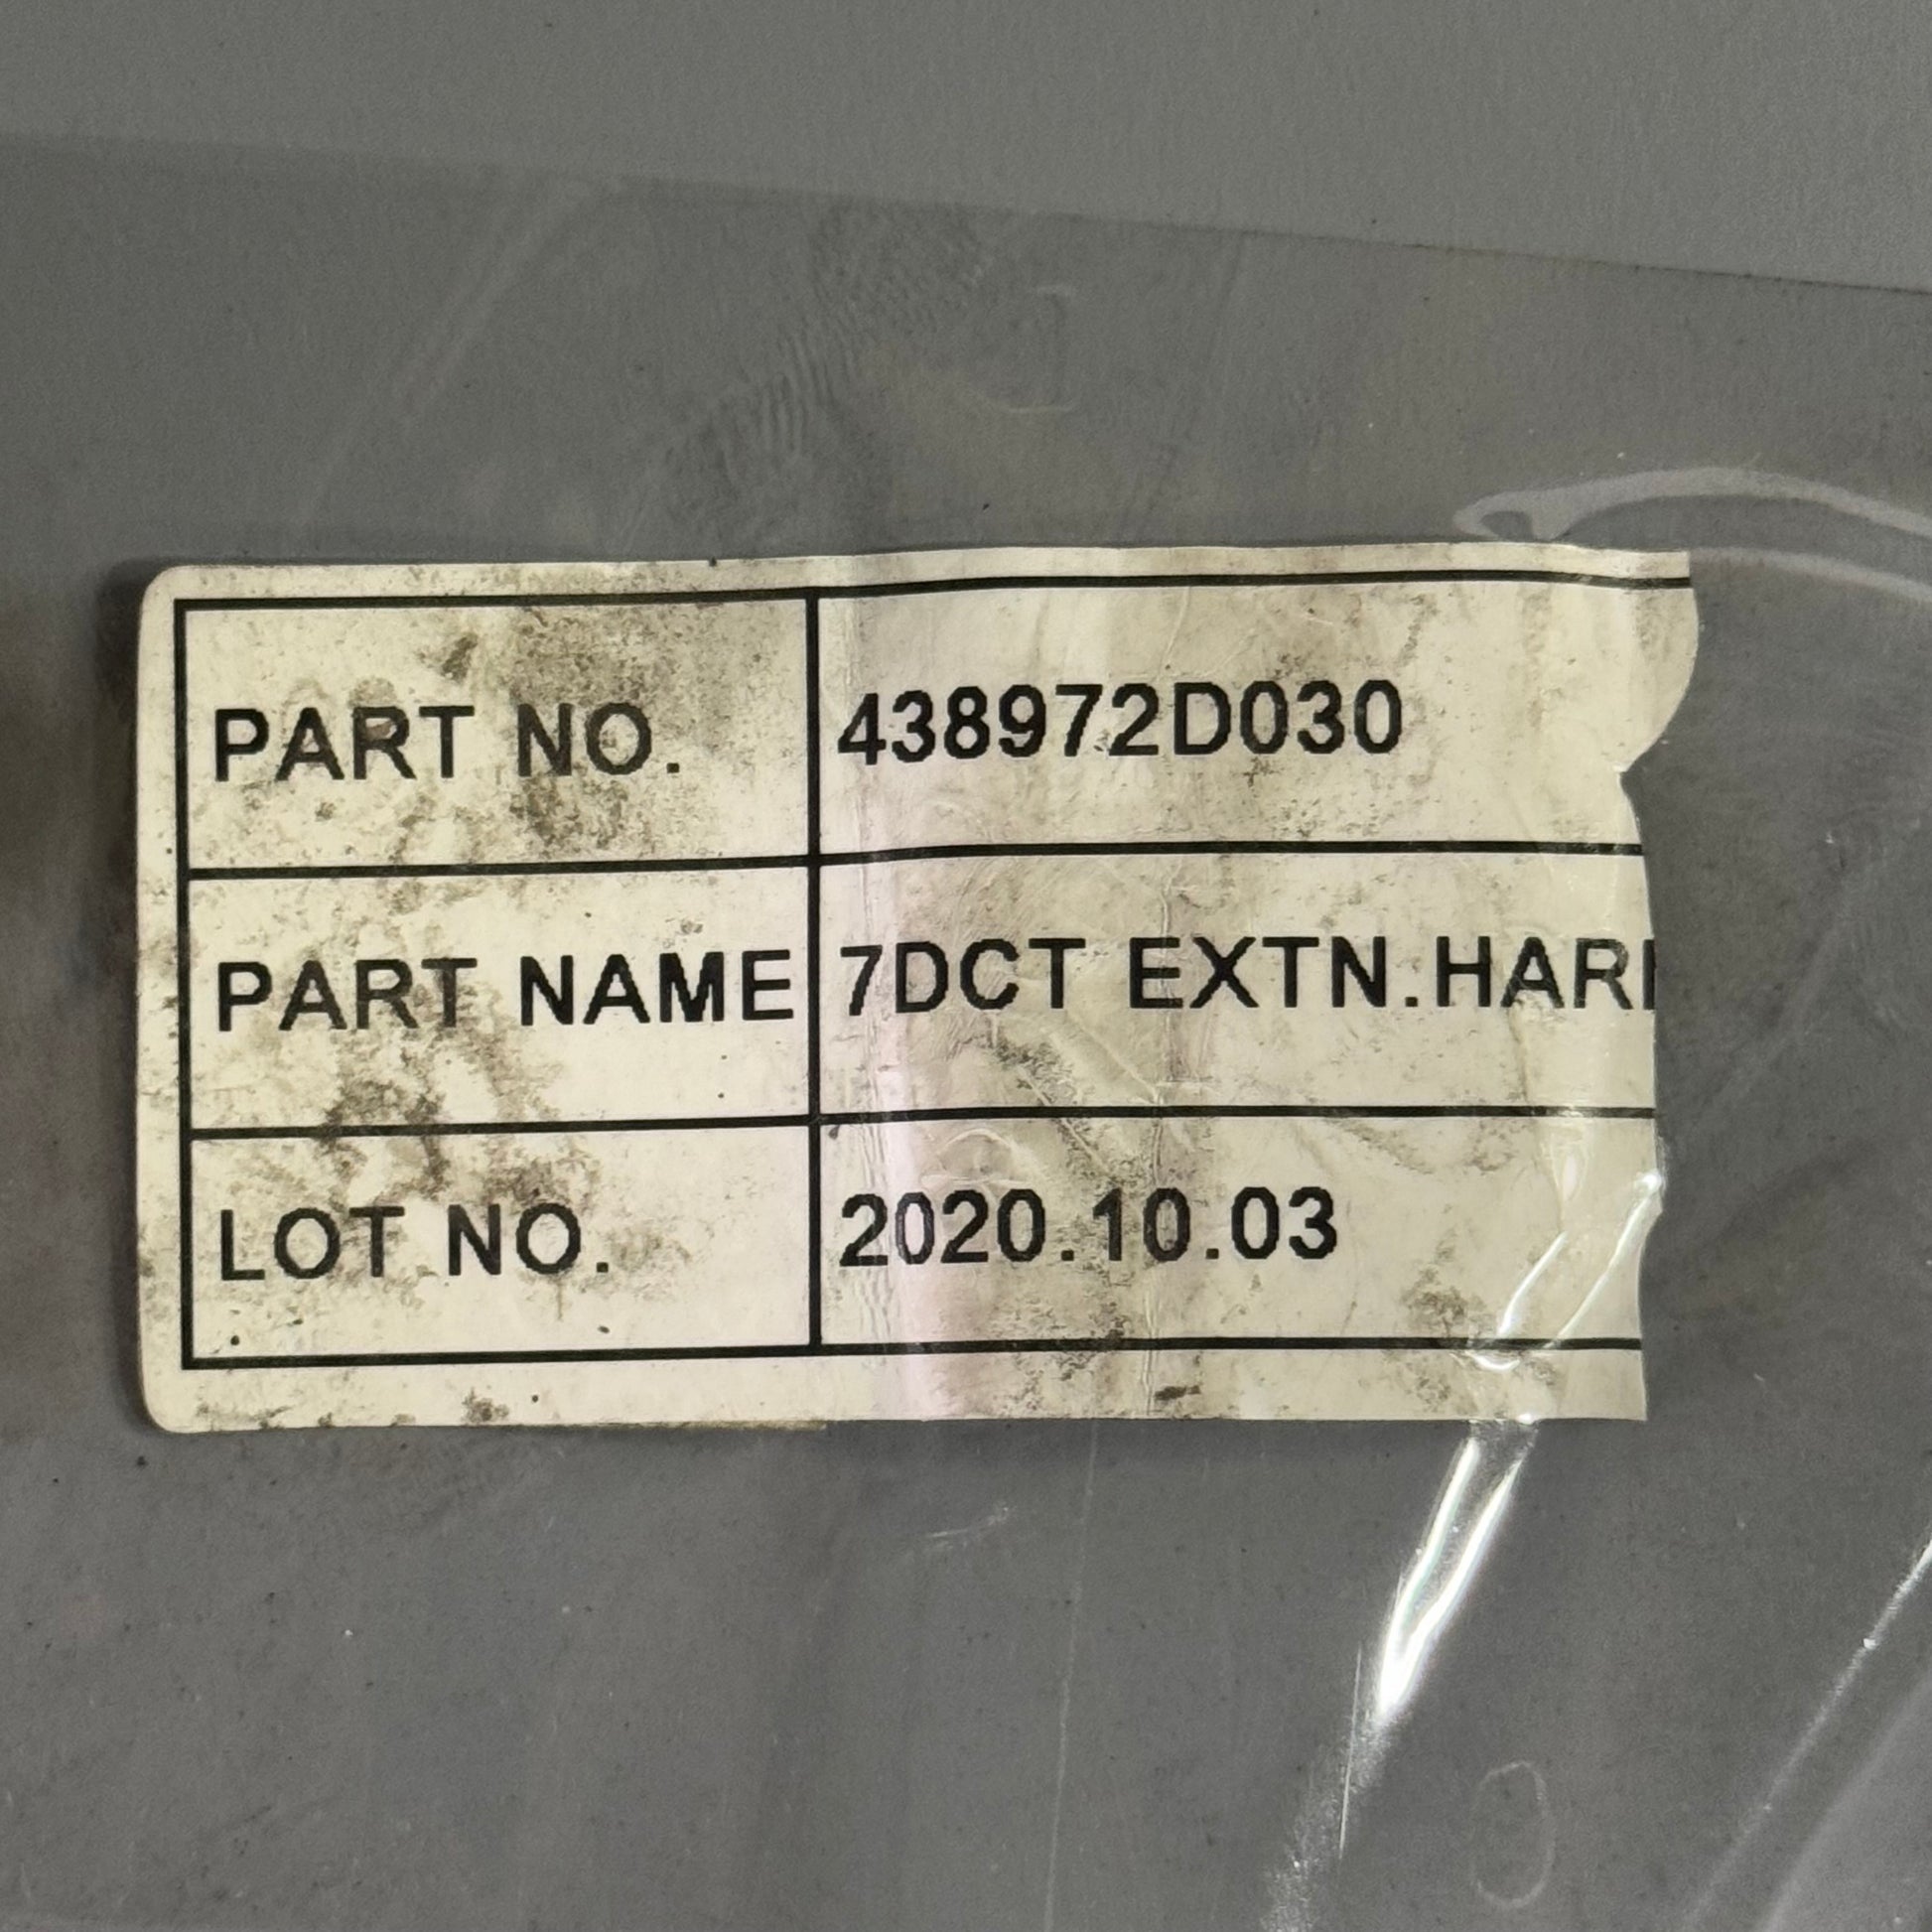 PART NO. 438972D030
PART NAME 7DCT EXTN.HAR
LOT NO. 2020.10.03